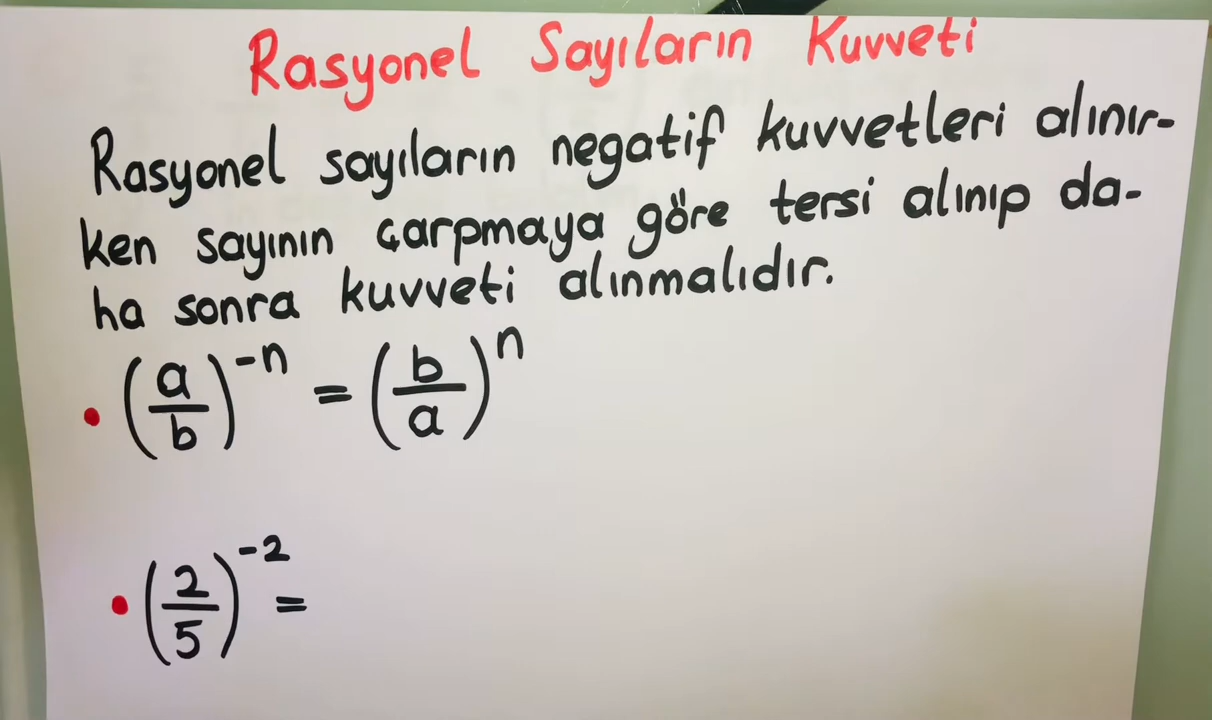 Rasyonel Sayıların Kuvveti
Rasyonel sayıların negatif kuvvetleri alınır-
ken sayının çarpmaya göre tersi alınıp da-
ha sonra kuvveti alınmalıdır.
• (a/b)^-n = (b/a)^n
• (2/5)^-2 =